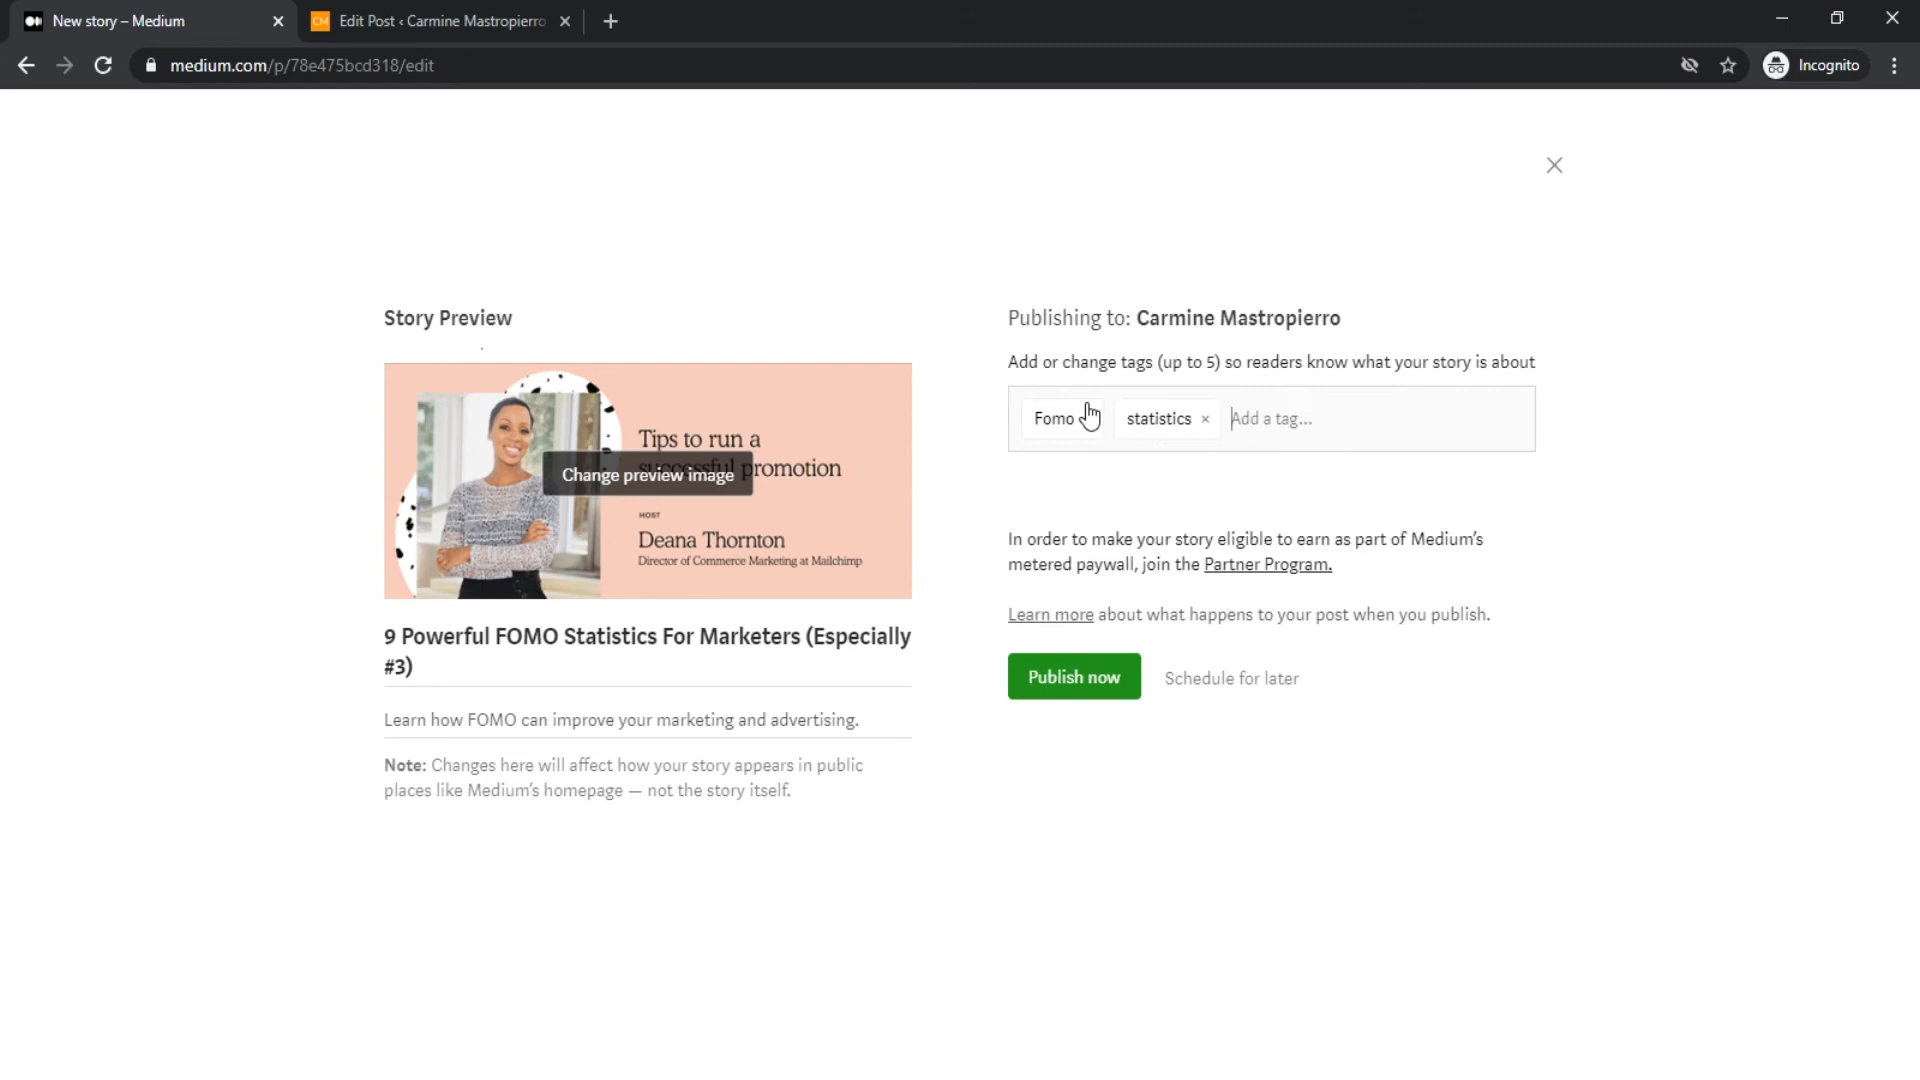 New story – Medium
Edit Post ‹ Carmine Mastropierro
medium.com/p/78e475bcd318/edit
Incognito
Story Preview
Tips to run a
promotion
Change preview image
HOST
Deana Thornton
Director of Commerce Marketing at Mailchimp
9 Powerful FOMO Statistics For Marketers (Especially
#3)
Learn how FOMO can improve your marketing and advertising.
Note: Changes here will affect how your story appears in public
places like Medium's homepage — not the story itself.
Publishing to: Carmine Mastropierro
Add or change tags (up to 5) so readers know what your story is about
Fomo statistics × Add a tag...
In order to make your story eligible to earn as part of Medium's
metered paywall, join the Partner Program.
Learn more about what happens to your post when you publish.
Publish now Schedule for later